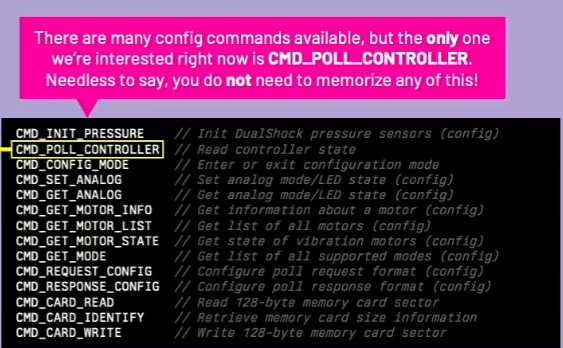 There are many config commands available, but the only one
we're interested right now is CMD_POLL_CONTROLLER.
Needless to say, you do not need to memorize any of this!
CMD_INIT_PRESSURE // Init DualShock pressure sensors (config)
CMD_POLL_CONTROLLER // Read controller state
CMD_CONFIG_MODE // Enter or exit configuration mode
CMD_SET_ANALOG // Set analog mode/LED state (config)
CMD_GET_ANALOG // Get analog mode/LED state (config)
CMD_GET_MOTOR_INFO // Get information about a motor (config)
CMD_GET_MOTOR_LIST // Get list of all motors (config)
CMD_GET_MOTOR_STATE // Get state of vibration motors (config)
CMD_GET_MODE // Get list of all supported modes (config)
CMD_REQUEST_CONFIG // Configure poll request format (config)
CMD_RESPONSE_CONFIG // Configure poll response format (config)
CMD_CARD_READ // Read 128-byte memory card sector
CMD_CARD_IDENTIFY // Retrieve memory card size information
CMD_CARD_WRITE // Write 128-byte memory card sector